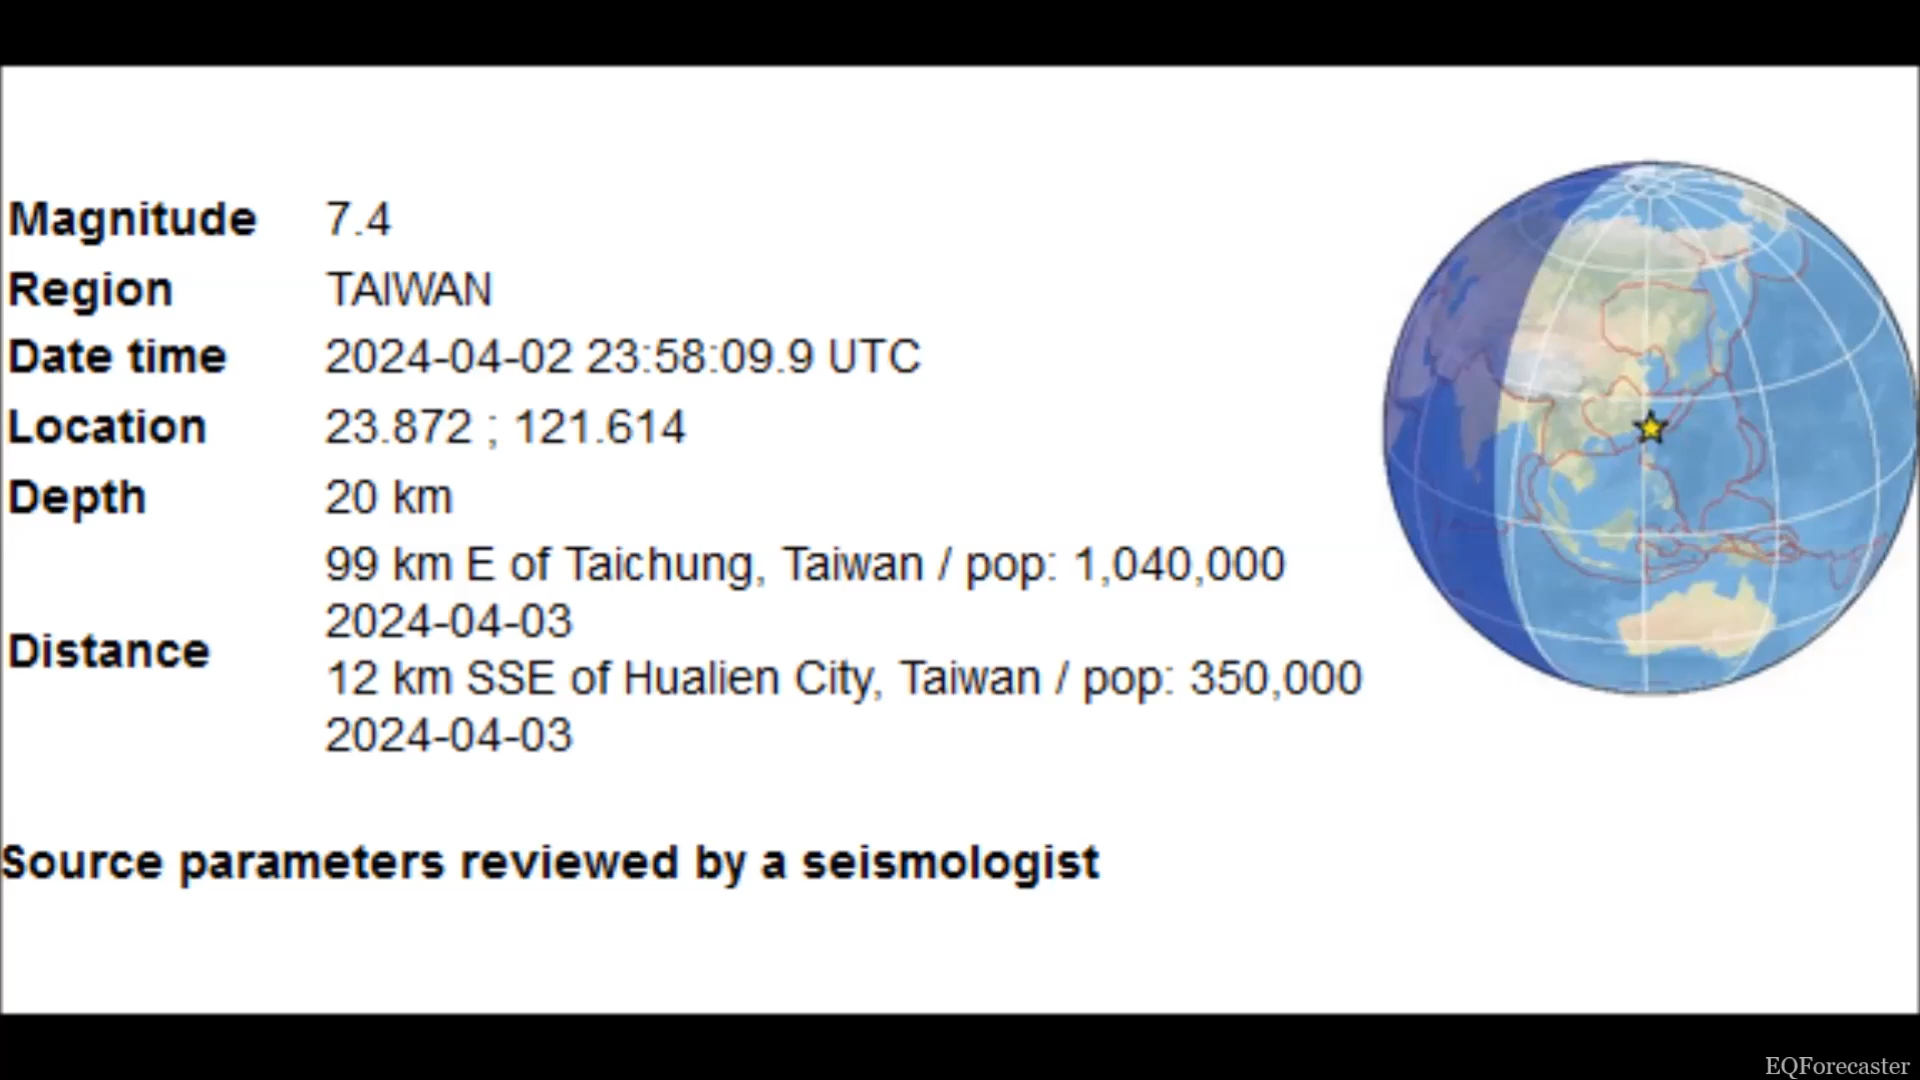 Magnitude 7.4
Region TAIWAN
Date time 2024-04-02 23:58:09.9 UTC
Location 23.872 ; 121.614
Depth 20 km
Distance 99 km E of Taichung, Taiwan / pop: 1,040,000
2024-04-03
12 km SSE of Hualien City, Taiwan / pop: 350,000
2024-04-03
Source parameters reviewed by a seismologist
EQForecaster